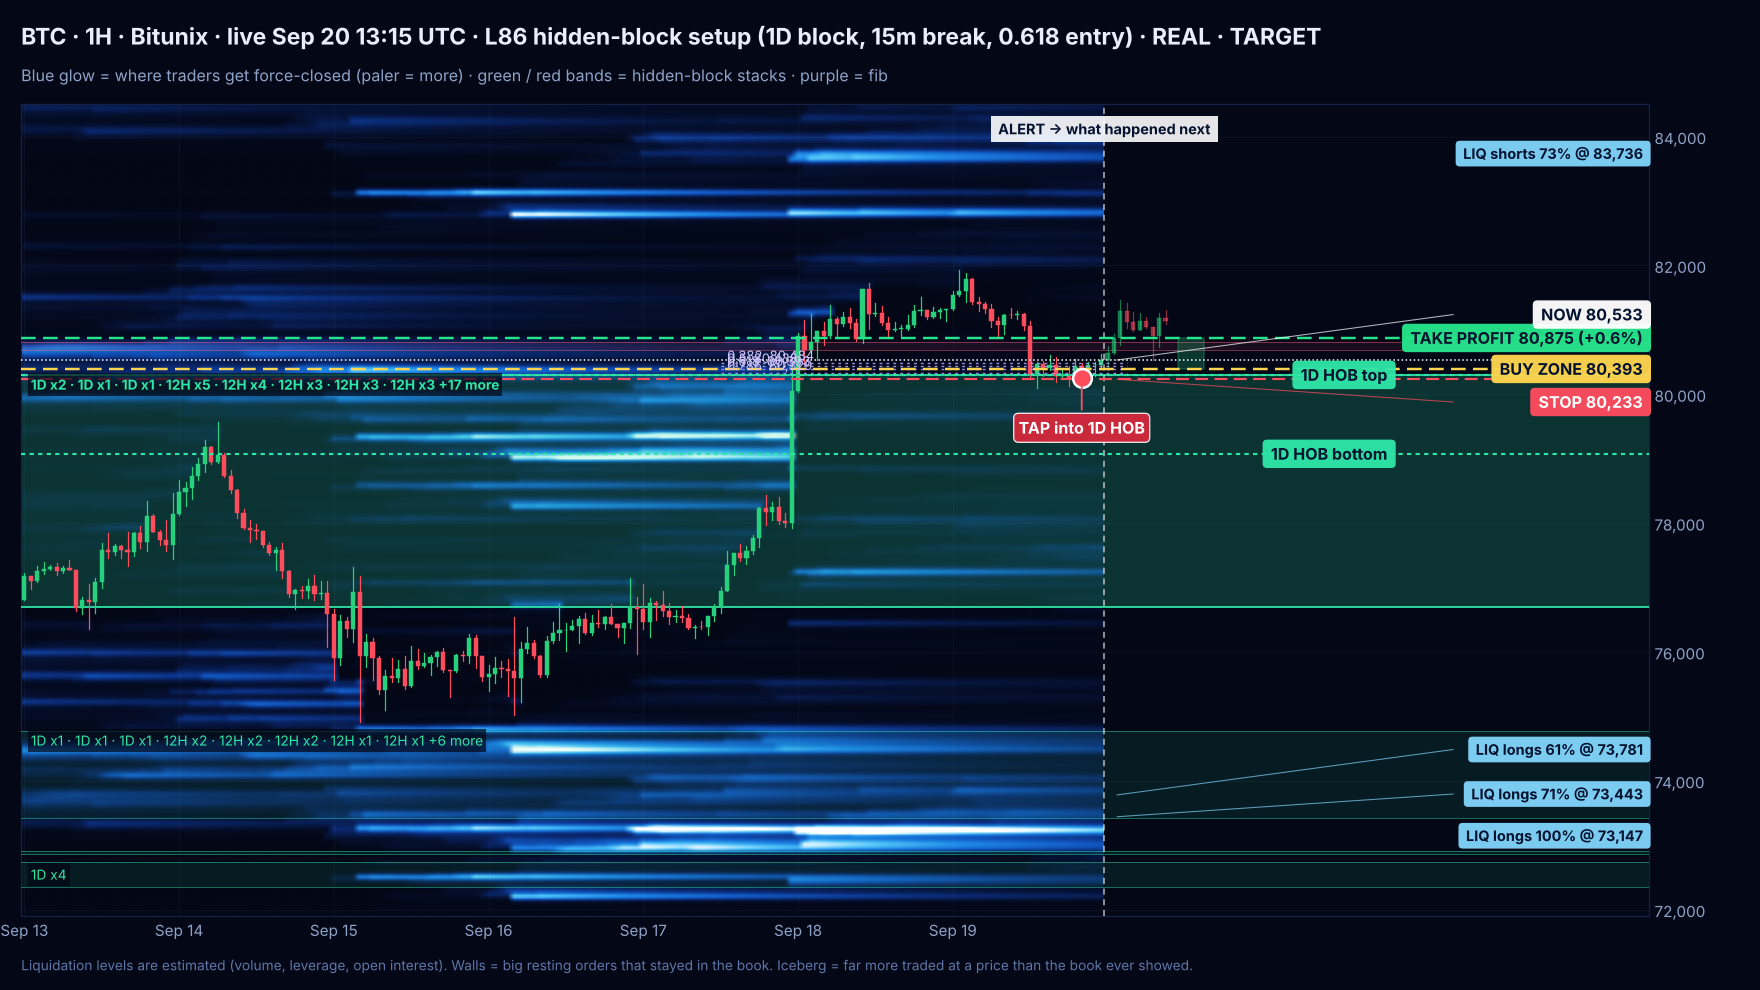 BTC · 1H · Bitunix · live Sep 20 13:15 UTC · L86 hidden-block setup (1D block, 15m break, 0.618 entry) · REAL · TARGET
Blue glow = where traders get force-closed (paler = more) · green / red bands = hidden-block stacks · purple = fib
ALERT → what happened next
84,000
LIQ shorts 73% @ 83,736
82,000
NOW 80,533
TAKE PROFIT 80,875 (+0.6%)
BUY ZONE 80,393
1D HOB top
1D x2 · 1D x1 · 1D x1 · 12H x5 · 12H x4 · 12H x3 · 12H x3 · 12H x3 +17 more
80,000
STOP 80,233
TAP into 1D HOB
1D HOB bottom
78,000
76,000
1D x1 · 1D x1 · 1D x1 · 12H x2 · 12H x2 · 12H x2 · 12H x1 · 12H x1 +6 more
LIQ longs 61% @ 73,781
74,000
LIQ longs 71% @ 73,443
LIQ longs 100% @ 73,147
1D x4
72,000
Sep 13
Sep 14
Sep 15
Sep 16
Sep 17
Sep 18
Sep 19
Liquidation levels are estimated (volume, leverage, open interest). Walls = big resting orders that stayed in the book. Iceberg = far more traded at a price than the book ever showed.